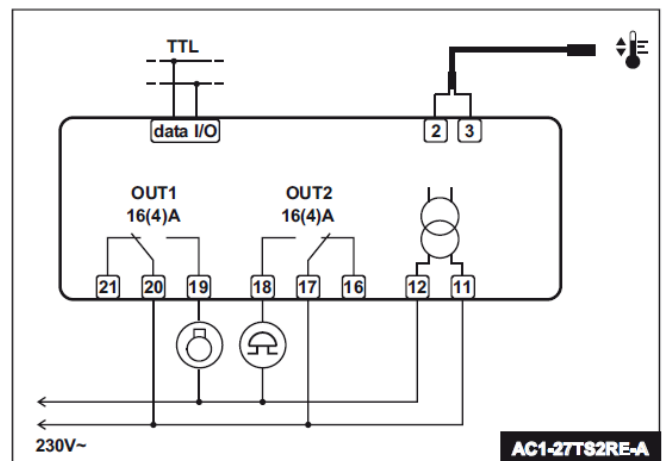 TTL
data I/O
2 3
OUT1 OUT2
16(4)A 16(4)A
21 20 19 18 17 16 12 11
230V~
AC1-27TS2RE-A